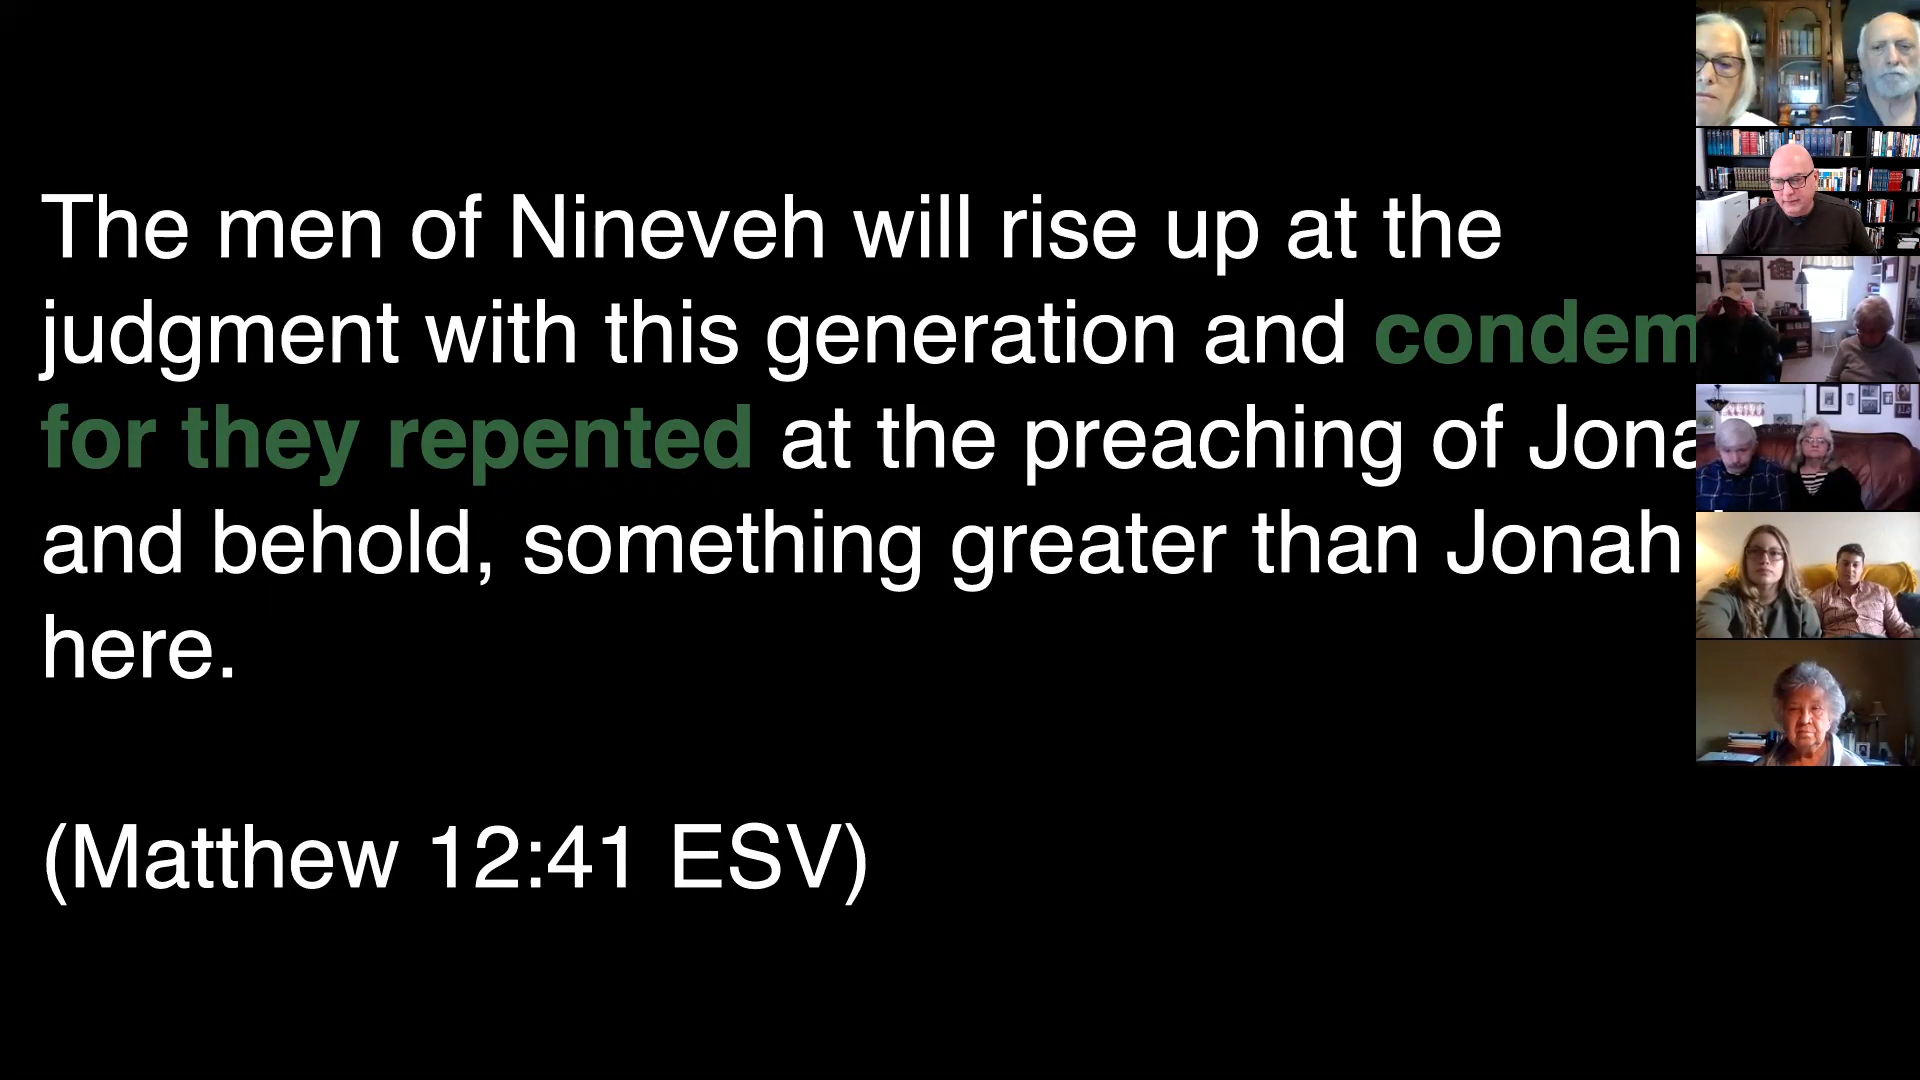 The men of Nineveh will rise up at the
judgment with this generation and condem
for they repented at the preaching of Jona
and behold, something greater than Jonah
here.
(Matthew 12:41 ESV)